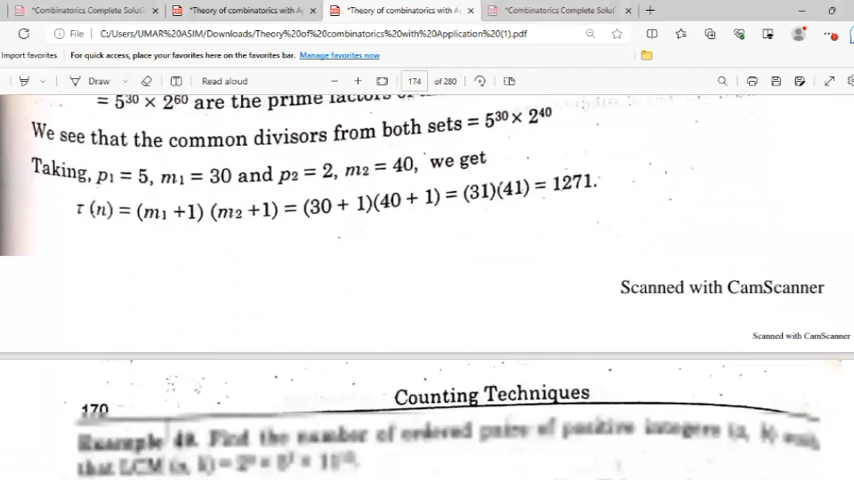 *Combinatorics Complete Solut
*Theory of combinatorics with A
*Theory of combinatorics with A
*Combinatorics Complete Solut
File C:/Users/UMAR%20ASIM/Downloads/Theory%20of%20combinatorics%20with%20Application%20(1).pdf
Import favorites For quick access, place your favorites here on the favorites bar. Manage favorites now
Draw Read aloud 174 of 280
= 5³⁰ × 2⁶⁰ are the prime factors
We see that the common divisors from both sets = 5³⁰ × 2⁴⁰
Taking, p₁ = 5, m₁ = 30 and p₂ = 2, m₂ = 40, we get
τ (n) = (m₁ +1) (m₂ +1) = (30 + 1)(40 + 1) = (31)(41) = 1271.
Scanned with CamScanner
Scanned with CamScanner
170 Counting Techniques
Example Find the number of ordered pairs of positive integers
that LCM